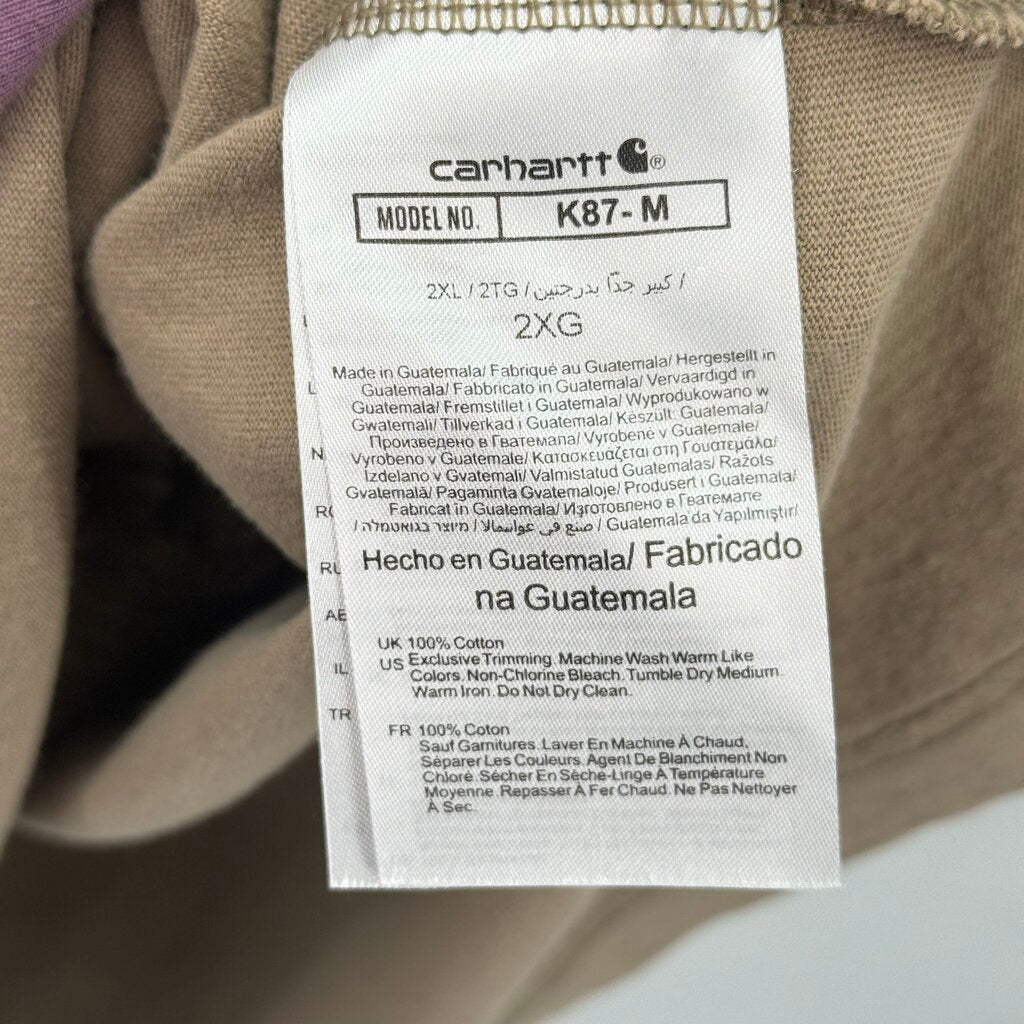 carhartt ®
MODEL NO. K87- M
2XL / 2TG / كبير جدًا بدرجتين /
2XG
Made in Guatemala/ Fabriqué au Guatemala/ Hergestellt in
Guatemala/ Fabbricato in Guatemala/ Vervaardigd in
Guatemala/ Fremstillet i Guatemala/ Wyprodukowano w
Gwatemali/ Tillverkad i Guatemala/ Készült: Guatemala/
Произведено в Гватемала/ Vyrobené v Guatemale/
Vyrobeno v Guatemale/ Κατασκευάζεται στη Γουατεμάλα/
Izdelano v Gvatemali/ Valmistatud Guatemalas/ Ražots
Gvatemalā/ Pagaminta Gvatemaloje/ Produsert i Guatemala/
Fabricat în Guatemala/ Изготовлено в Гватемале
/ מיוצר בגואטמלה / صنع في غواتيمالا / Guatemala'da Yapılmıştır/
Hecho en Guatemala/ Fabricado
na Guatemala
UK 100% Cotton
US Exclusive Trimming. Machine Wash Warm Like
Colors. Non-Chlorine Bleach. Tumble Dry Medium.
Warm Iron. Do Not Dry Clean.
FR 100% Coton
Sauf Garnitures. Laver En Machine À Chaud,
Séparer Les Couleurs. Agent De Blanchiment Non
Chloré. Sécher En Sèche-Linge À Température
Moyenne. Repasser À Fer Chaud. Ne Pas Nettoyer
À Sec.
RU
AE
IL
TR